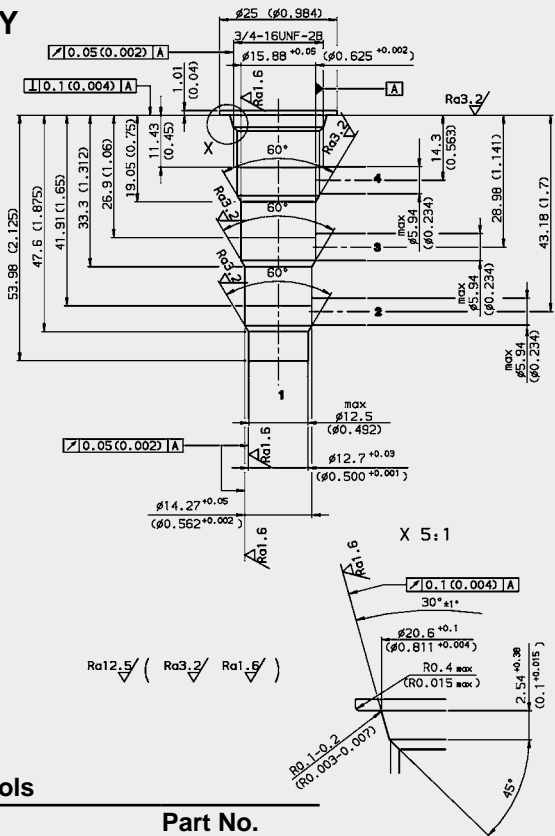 Y
ø25 (ø0.984)
3/4-16UNF-2B
ø15.88 +0.05 (ø0.625 +0.002)
0.05(0.002) A
⊥ 0.1(0.004) A
1.01
(0.04)
Ra1.6
A
Ra3.2
X
Ra3.2
11.43
(0.45)
19.05 (0.75)
26.9 (1.06)
33.3 (1.312)
41.91 (1.65)
47.6 (1.875)
53.98 (2.125)
60°
60°
60°
Ra3.2
Ra3.2
4
3
2
1
14.3
(0.563)
28.98 (1.141)
43.18 (1.7)
max
ø5.94
(ø0.234)
max
ø5.94
(ø0.234)
max
ø5.94
(ø0.234)
max
ø12.5
(ø0.492)
0.05(0.002) A
Ra1.6
ø12.7 +0.03
(ø0.500 +0.001)
ø14.27 +0.05
(ø0.562 +0.002)
Ra1.6
X 5:1
Ra1.6
0.1(0.004) A
30° ±1°
ø20.6 +0.1
(ø0.811 +0.004)
R0.4 max
(R0.015 max)
2.54 +0.38
(0.1 +0.015)
R0.1-0.2
(R0.003-0.007)
45°
Ra12.5 ( Ra3.2 Ra1.6 )
ols
Part No.